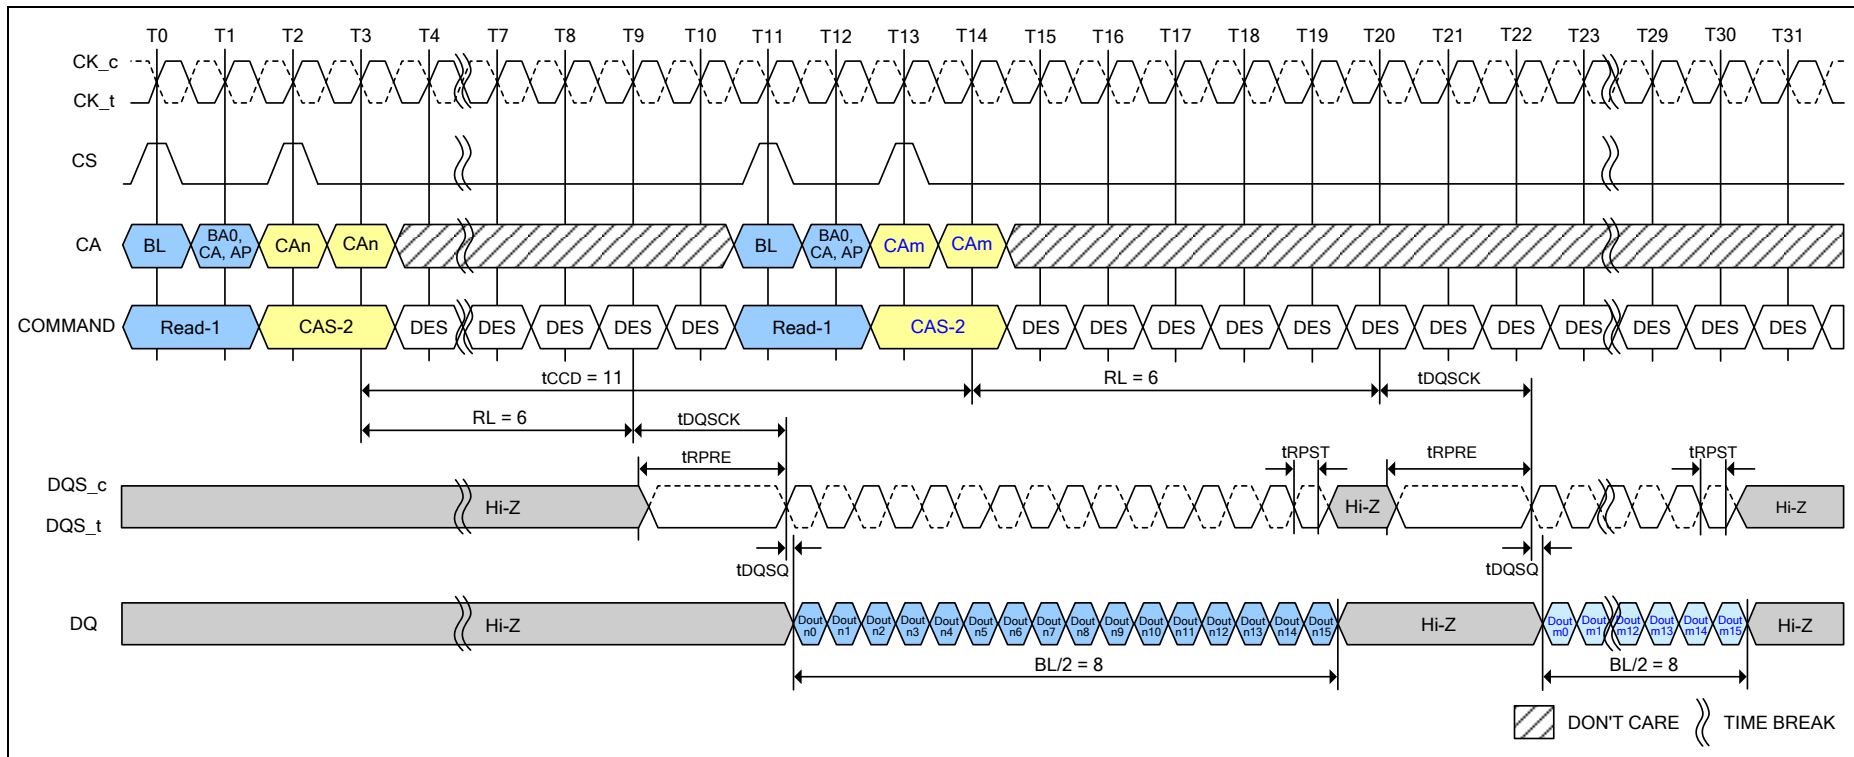 T0 T1 T2 T3 T4 T7 T8 T9 T10 T11 T12 T13 T14 T15 T16 T17 T18 T19 T20 T21 T22 T23 T29 T30 T31
CK_c
CK_t
CS
CA BL BA0, CA, AP CAn CAn BL BA0, CA, AP CAm CAm
COMMAND Read-1 CAS-2 DES DES DES DES DES Read-1 CAS-2 DES DES DES DES DES DES DES DES DES DES DES DES
tCCD = 11 RL = 6 tDQSCK
RL = 6 tDQSCK
tRPRE tRPST tRPRE tRPST
DQS_c
DQS_t
Hi-Z Hi-Z Hi-Z
tDQSQ tDQSQ
DQ Hi-Z Dout n0 Dout n1 Dout n2 Dout n3 Dout n4 Dout n5 Dout n6 Dout n7 Dout n8 Dout n9 Dout n10 Dout n11 Dout n12 Dout n13 Dout n14 Dout n15 Hi-Z Dout m0 Dout m1 Dout m12 Dout m13 Dout m14 Dout m15 Hi-Z
BL/2 = 8 BL/2 = 8
DON'T CARE TIME BREAK